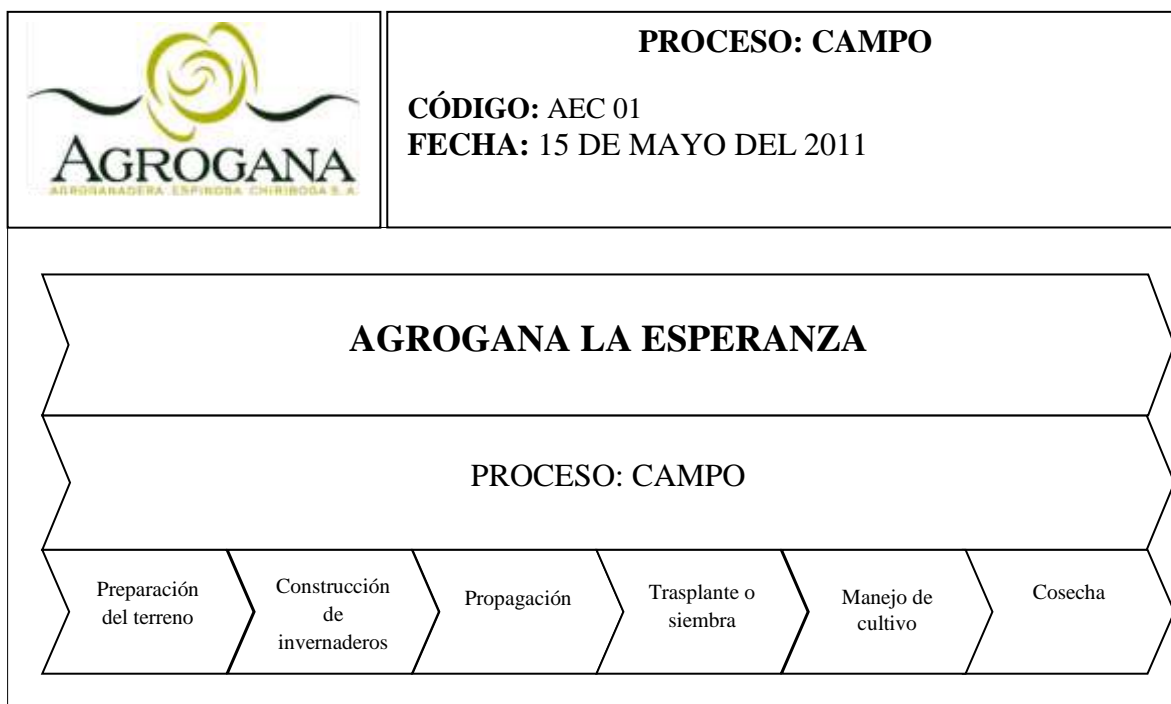 AGROGANA
AGROGANADERA ESPINOSA CHIRIBOGA S.A.
PROCESO: CAMPO
CÓDIGO: AEC 01
FECHA: 15 DE MAYO DEL 2011
AGROGANA LA ESPERANZA
PROCESO: CAMPO
Preparación
del terreno
Construcción
de
invernaderos
Propagación
Trasplante o
siembra
Manejo de
cultivo
Cosecha